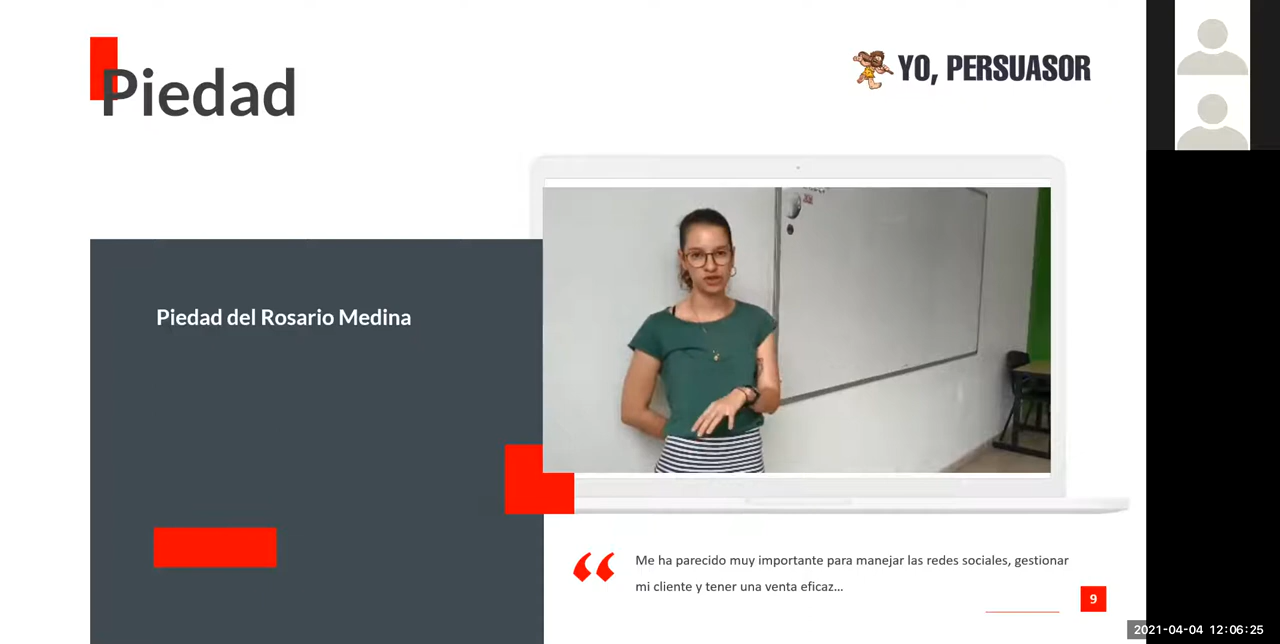 Piedad
YO, PERSUASOR
Piedad del Rosario Medina
Me ha parecido muy importante para manejar las redes sociales, gestionar
mi cliente y tener una venta eficaz...
9
2021-04-04 12:06:25